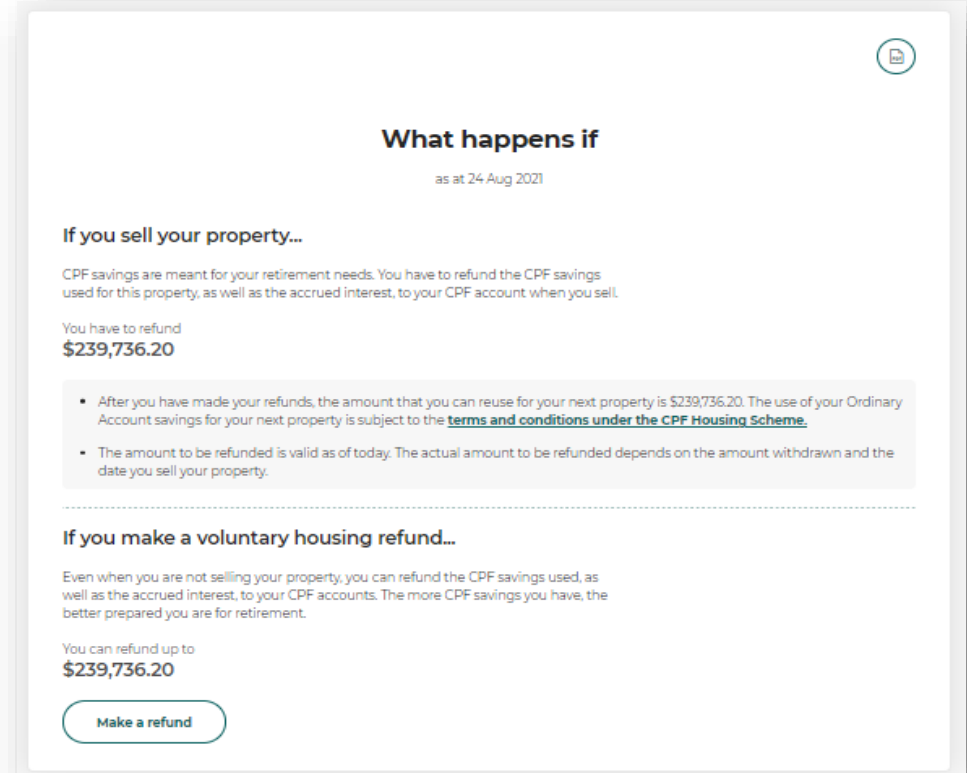 What happens if
as at 24 Aug 2021
If you sell your property...
CPF savings are meant for your retirement needs. You have to refund the CPF savings
used for this property, as well as the accrued interest, to your CPF account when you sell.
You have to refund
$239,736.20
• After you have made your refunds, the amount that you can reuse for your next property is $239,736.20. The use of your Ordinary
Account savings for your next property is subject to the terms and conditions under the CPF Housing Scheme.
• The amount to be refunded is valid as of today. The actual amount to be refunded depends on the amount withdrawn and the
date you sell your property.
If you make a voluntary housing refund...
Even when you are not selling your property, you can refund the CPF savings used, as
well as the accrued interest, to your CPF accounts. The more CPF savings you have, the
better prepared you are for retirement.
You can refund up to
$239,736.20
Make a refund